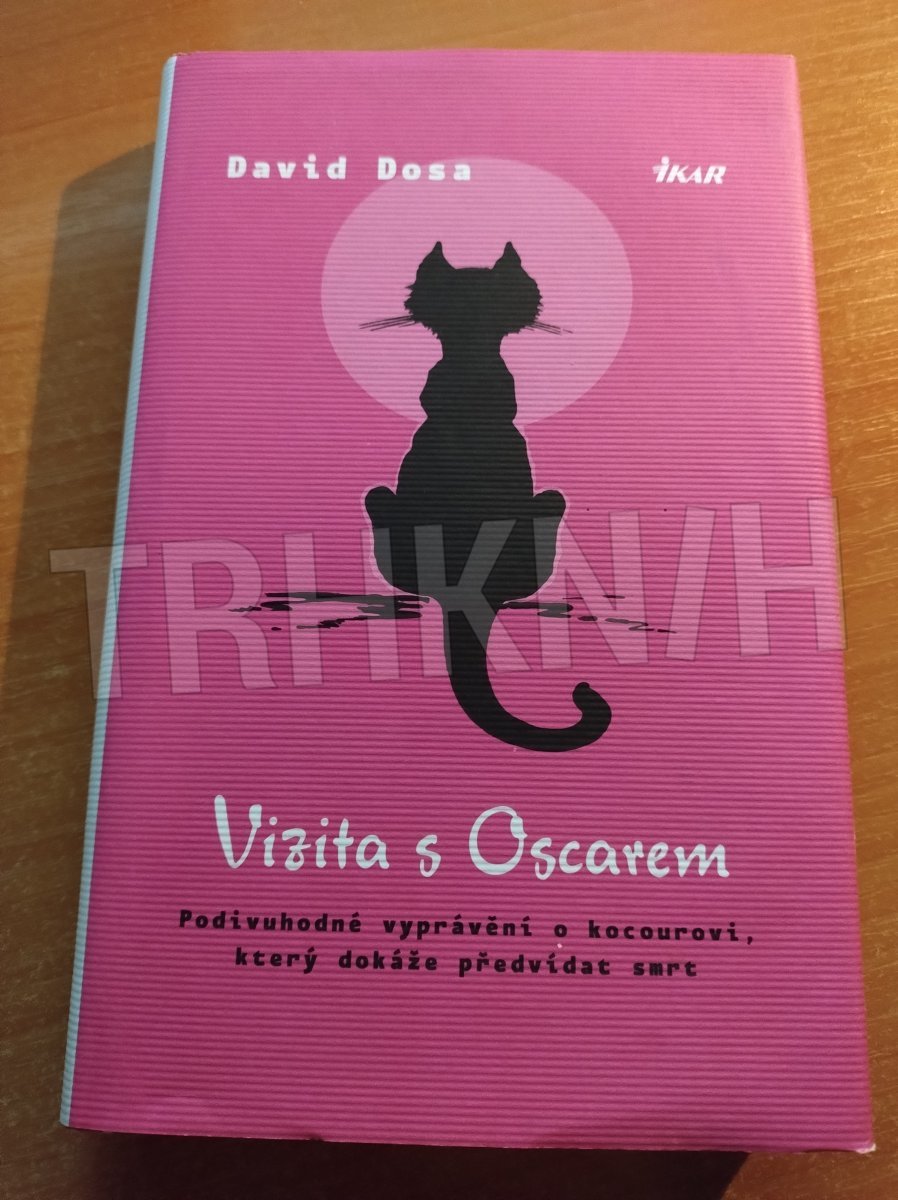 David Dosa
iKAR
TRHKNIH
Vizita s Oscarem
Podivuhodné vyprávění o kocourovi,
který dokáže předvídat smrt